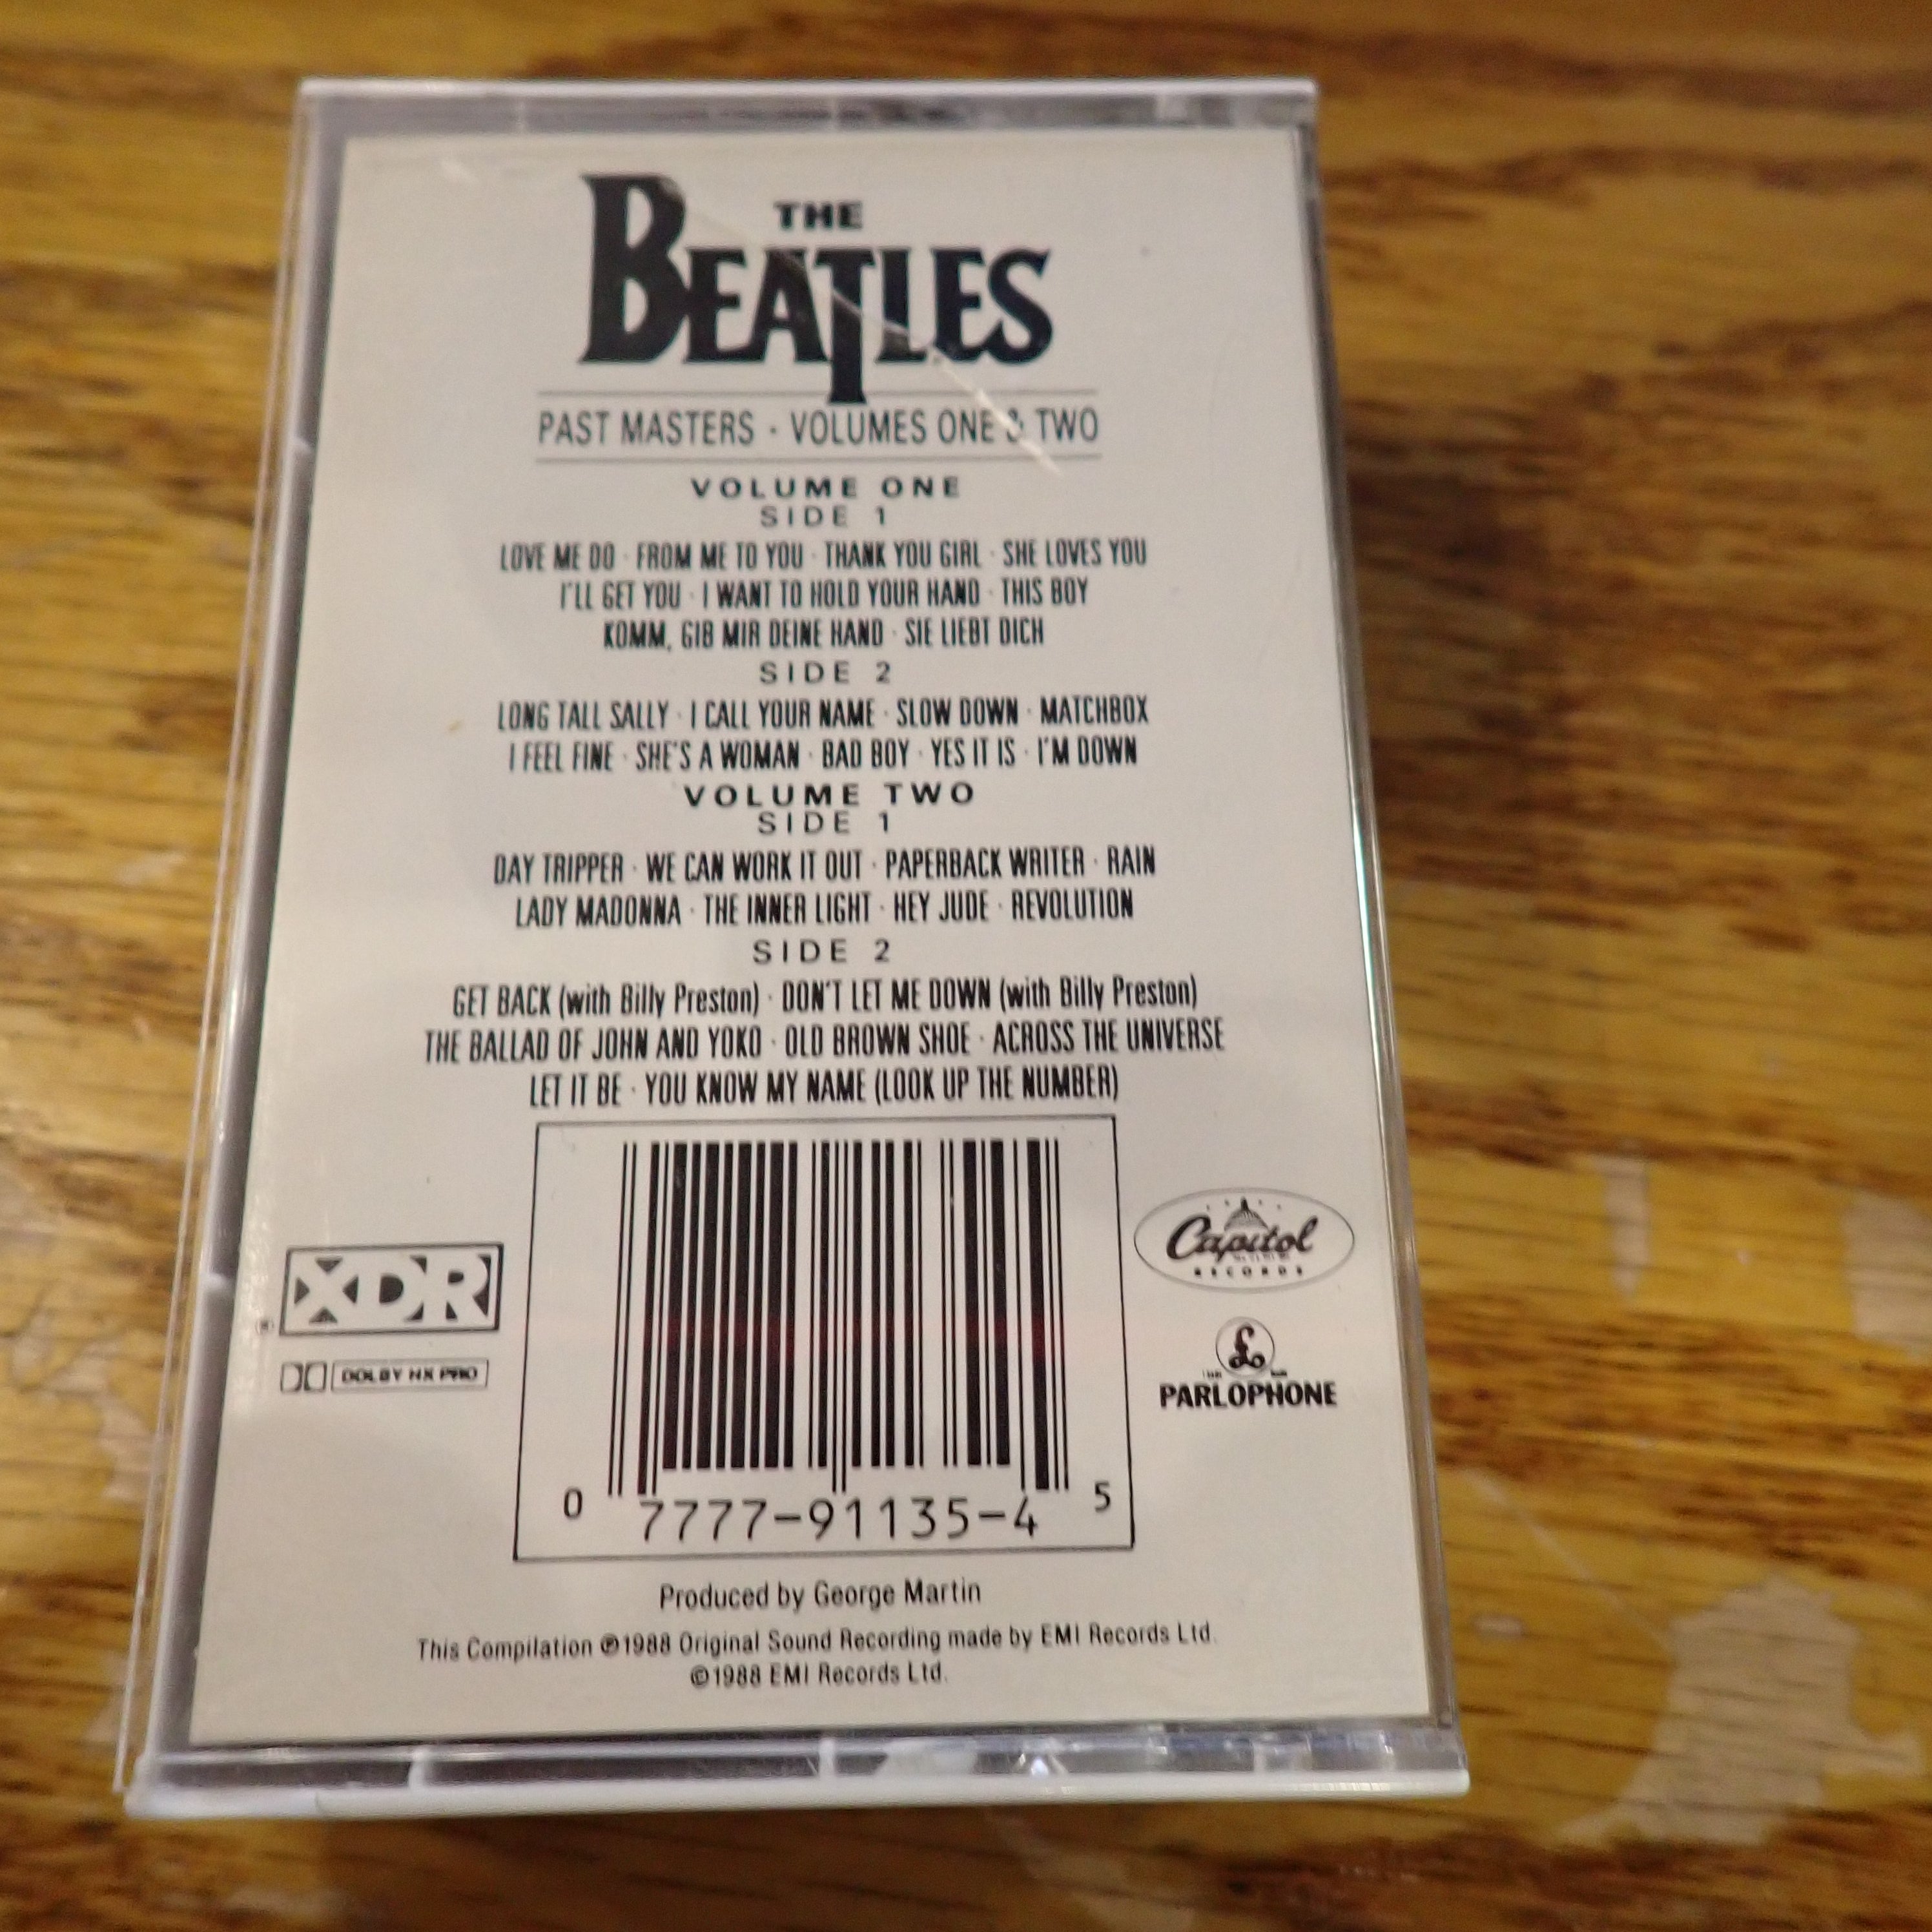 THE
BEATLES
PAST MASTERS · VOLUMES ONE & TWO
VOLUME ONE
SIDE 1
LOVE ME DO · FROM ME TO YOU · THANK YOU GIRL · SHE LOVES YOU
I'LL GET YOU · I WANT TO HOLD YOUR HAND · THIS BOY
KOMM, GIB MIR DEINE HAND · SIE LIEBT DICH
SIDE 2
LONG TALL SALLY · I CALL YOUR NAME · SLOW DOWN · MATCHBOX
I FEEL FINE · SHE'S A WOMAN · BAD BOY · YES IT IS · I'M DOWN
VOLUME TWO
SIDE 1
DAY TRIPPER · WE CAN WORK IT OUT · PAPERBACK WRITER · RAIN
LADY MADONNA · THE INNER LIGHT · HEY JUDE · REVOLUTION
SIDE 2
GET BACK (with Billy Preston) · DON'T LET ME DOWN (with Billy Preston)
THE BALLAD OF JOHN AND YOKO · OLD BROWN SHOE · ACROSS THE UNIVERSE
LET IT BE · YOU KNOW MY NAME (LOOK UP THE NUMBER)
XDR
®
DOLBY HX PRO
0 7777-91135-4 5
Capitol
RECORDS
£
PARLOPHONE
Produced by George Martin
This Compilation ℗1988 Original Sound Recording made by EMI Records Ltd.
©1988 EMI Records Ltd.